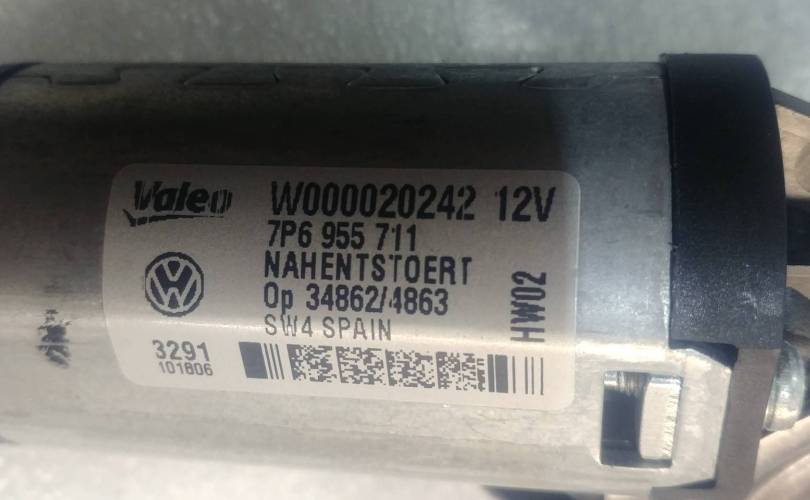 Valeo W000020242 12V
7P6 955 711
NAHENTSTOERT
Op 34862/4863
SW4 SPAIN
HW02
3291
101806